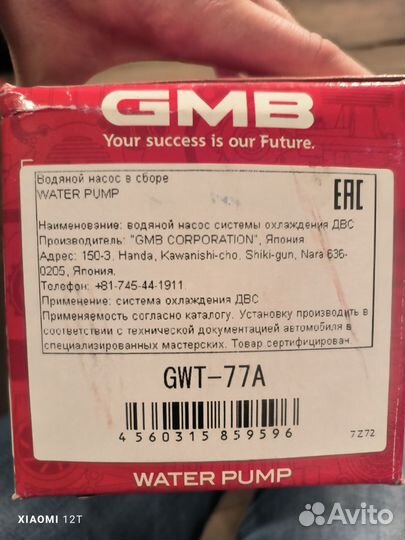 GMB
Your success is our Future.
Водяной насос в сборе
WATER PUMP
EAC
Наименование: водяной насос системы охлаждения ДВС
Производитель: "GMB CORPORATION", Япония
Адрес: 150-3, Handa, Kawanishi-cho, Shiki-gun, Nara 636-
0205, Япония.
Телефон: +81-745-44-1911
Применение: система охлаждения ДВС
Применяемость согласно каталогу. Установку производить в
соответствии с технической документацией автомобиля в
специализированных мастерских. Товар сертифицирован.
GWT-77A
4560315859596
7Z72
WATER PUMP
XIAOMI 12T
Avito